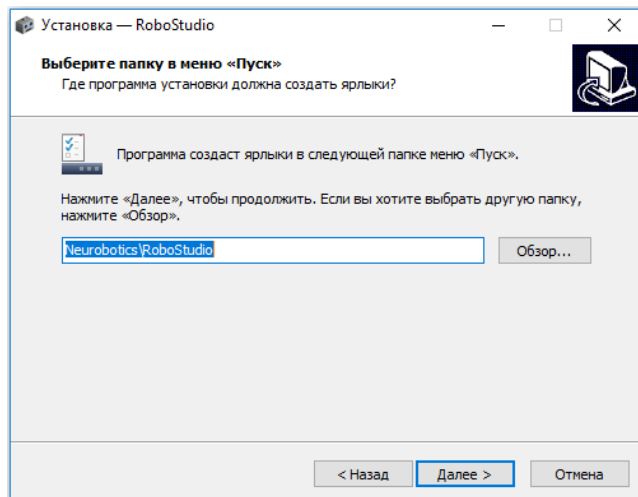 Установка — RoboStudio
Выберите папку в меню «Пуск»
Где программа установки должна создать ярлыки?
Программа создаст ярлыки в следующей папке меню «Пуск».
Нажмите «Далее», чтобы продолжить. Если вы хотите выбрать другую папку,
нажмите «Обзор».
Neurobotics\RoboStudio
Обзор...
< Назад
Далее >
Отмена